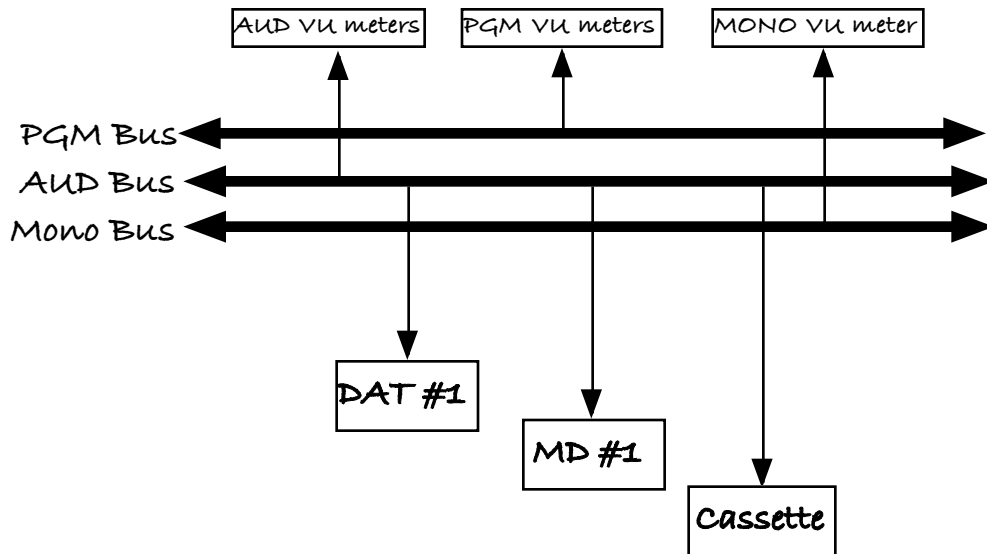 AUD VU meters
PGM VU meters
MONO VU meter
PGM Bus
AUD Bus
Mono Bus
DAT #1
MD #1
Cassette